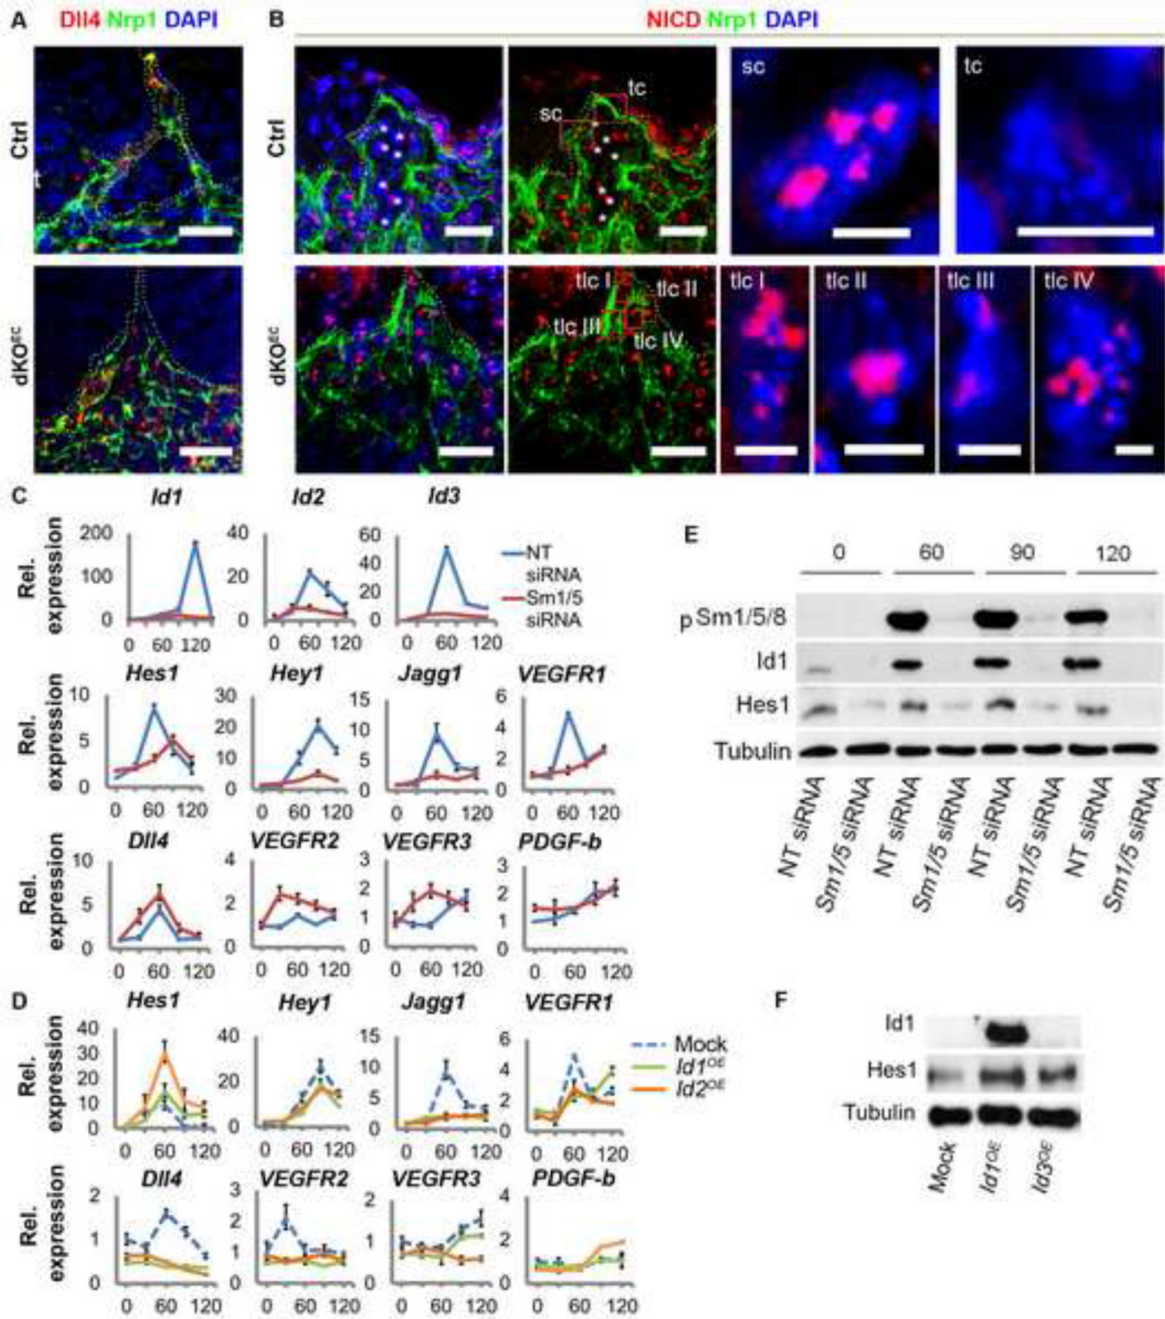 A Dll4 Nrp1 DAPI
B NICD Nrp1 DAPI
Ctrl
t
Ctrl
sc
tc
sc
tc
dKO^EC
dKO^EC
tlc I
tlc II
tlc III
tlc IV
tlc I
tlc II
tlc III
tlc IV
C
Id1 Id2 Id3
Rel. expression
200
100
0
0 60 120
40
20
0
0 60 120
60
40
20
0
0 60 120
NT siRNA
Sm1/5 siRNA
Hes1 Hey1 Jagg1 VEGFR1
Rel. expression
10
5
0
0 60 120
30
20
10
0
0 60 120
15
10
5
0
0 60 120
6
4
2
0
0 60 120
Dll4 VEGFR2 VEGFR3 PDGF-b
Rel. expression
10
5
0
0 60 120
4
2
0
0 60 120
3
2
1
0
0 60 120
3
2
1
0
0 60 120
D
Hes1 Hey1 Jagg1 VEGFR1
Rel. expression
40
30
20
10
0
0 60 120
40
20
0
0 60 120
15
10
5
0
0 60 120
6
4
2
0
0 60 120
Mock
Id1^OE
Id2^OE
Dll4 VEGFR2 VEGFR3 PDGF-b
Rel. expression
2
1
0
0 60 120
3
2
1
0
0 60 120
2
1
0
0 60 120
4
2
0
0 60 120
E
0 60 90 120
pSm1/5/8
Id1
Hes1
Tubulin
NT siRNA
Sm1/5 siRNA
NT siRNA
Sm1/5 siRNA
NT siRNA
Sm1/5 siRNA
NT siRNA
Sm1/5 siRNA
F
Id1
Hes1
Tubulin
Mock
Id1^OE
Id3^OE